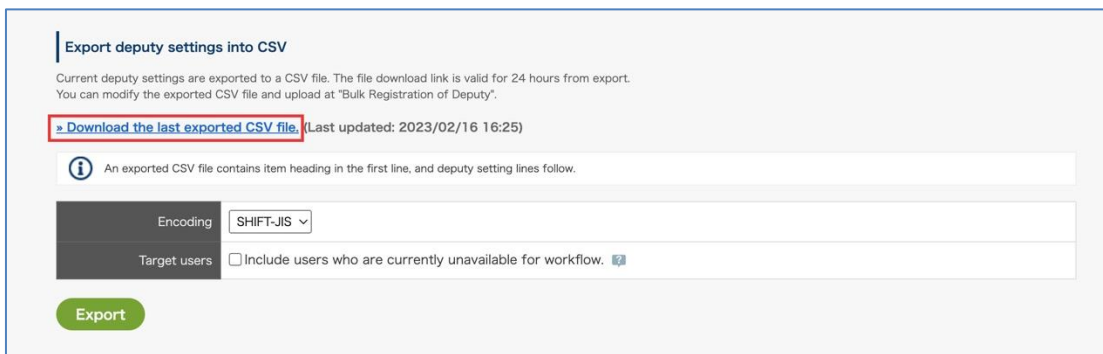 Export deputy settings into CSV
Current deputy settings are exported to a CSV file. The file download link is valid for 24 hours from export.
You can modify the exported CSV file and upload at "Bulk Registration of Deputy".
» Download the last exported CSV file. (Last updated: 2023/02/16 16:25)
An exported CSV file contains item heading in the first line, and deputy setting lines follow.
Encoding SHIFT-JIS
Target users Include users who are currently unavailable for workflow. ?
Export